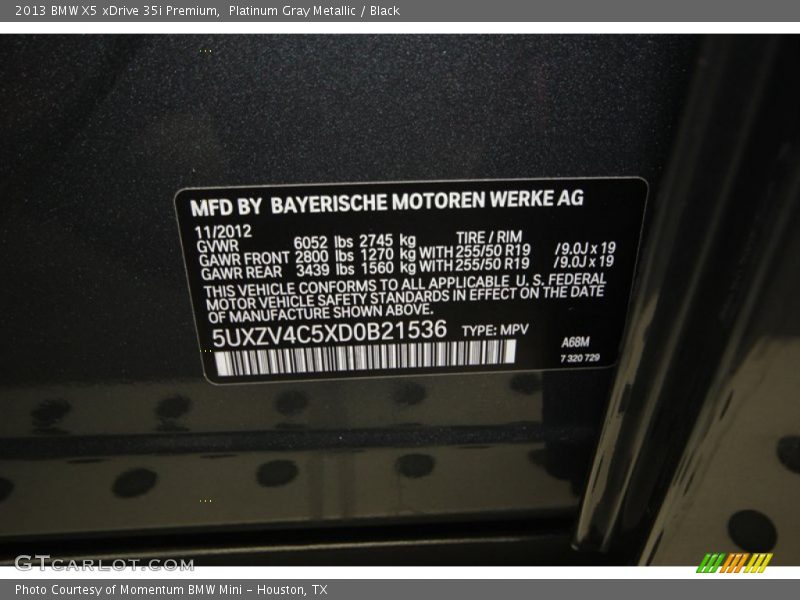 2013 BMW X5 xDrive 35i Premium,  Platinum Gray Metallic / Black
MFD BY BAYERISCHE MOTOREN WERKE AG
11/2012
GVWR 6052 lbs 2745 kg TIRE / RIM
GAWR FRONT 2800 lbs 1270 kg WITH 255/50 R19 /9.0J x 19
GAWR REAR 3439 lbs 1560 kg WITH 255/50 R19 /9.0J x 19
THIS VEHICLE CONFORMS TO ALL APPLICABLE U. S. FEDERAL
MOTOR VEHICLE SAFETY STANDARDS IN EFFECT ON THE DATE
OF MANUFACTURE SHOWN ABOVE.
5UXZV4C5XD0B21536 TYPE: MPV
A68M
7 320 729
GTCARLOT.COM
Photo Courtesy of Momentum BMW Mini - Houston, TX